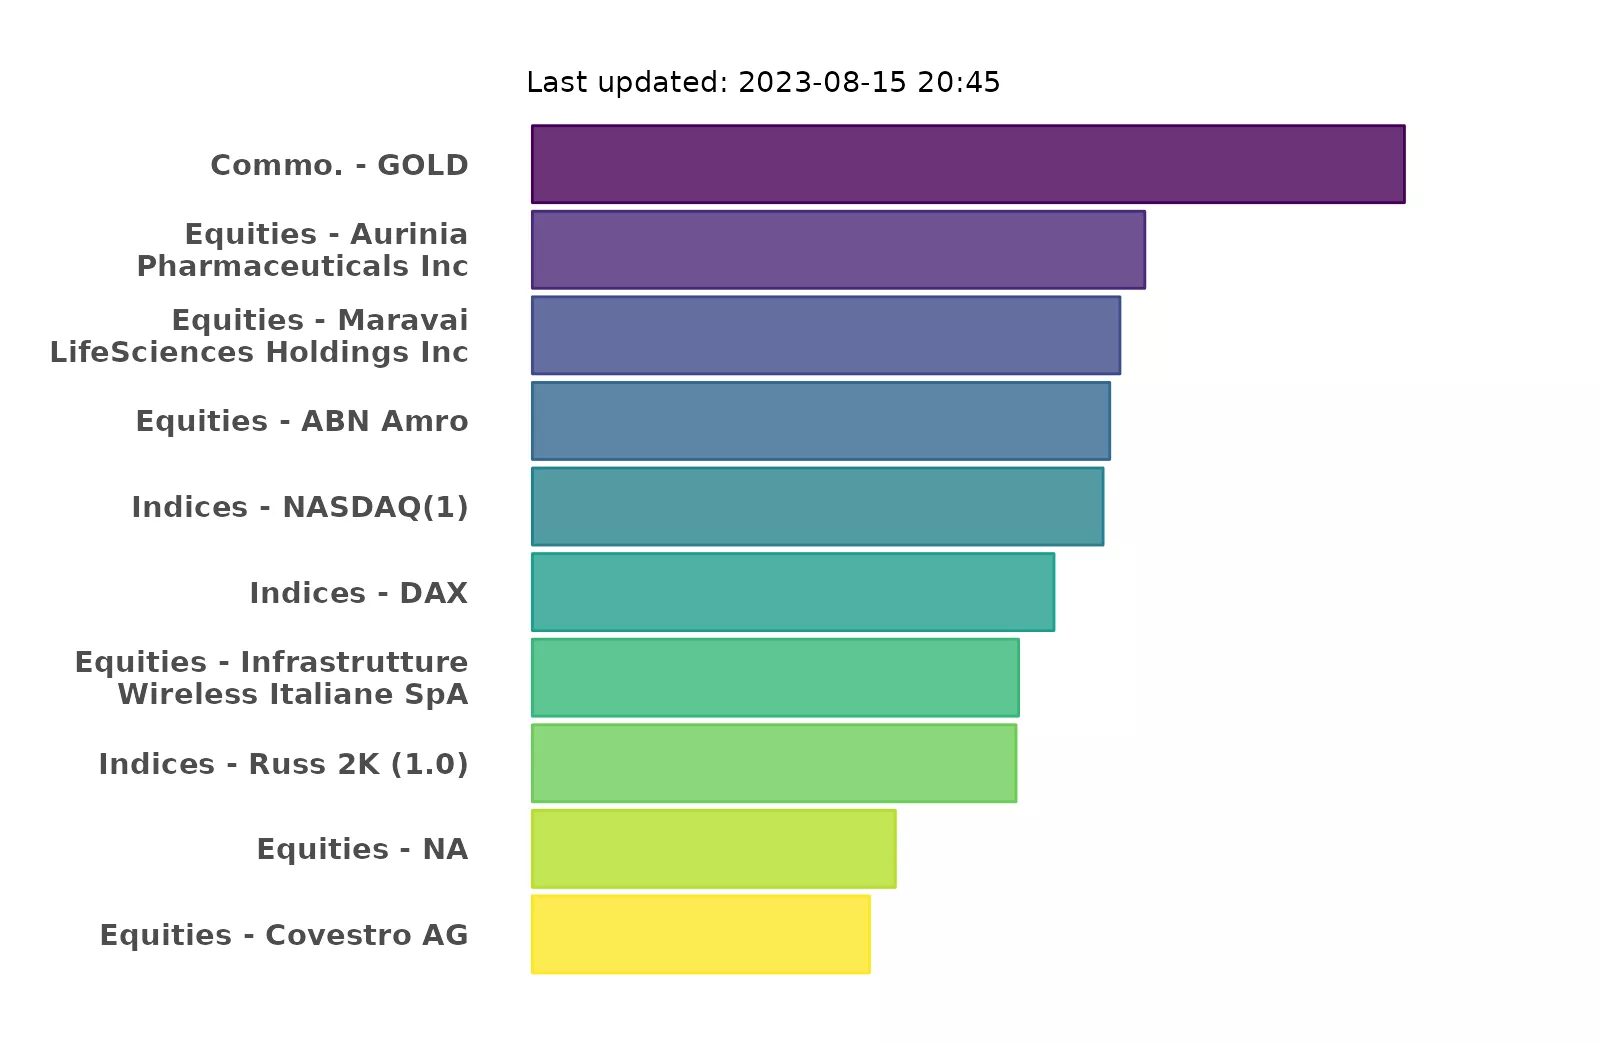 Last updated: 2023-08-15 20:45
Commo. - GOLD
Equities - Aurinia
Pharmaceuticals Inc
Equities - Maravai
LifeSciences Holdings Inc
Equities - ABN Amro
Indices - NASDAQ(1)
Indices - DAX
Equities - Infrastrutture
Wireless Italiane SpA
Indices - Russ 2K (1.0)
Equities - NA
Equities - Covestro AG